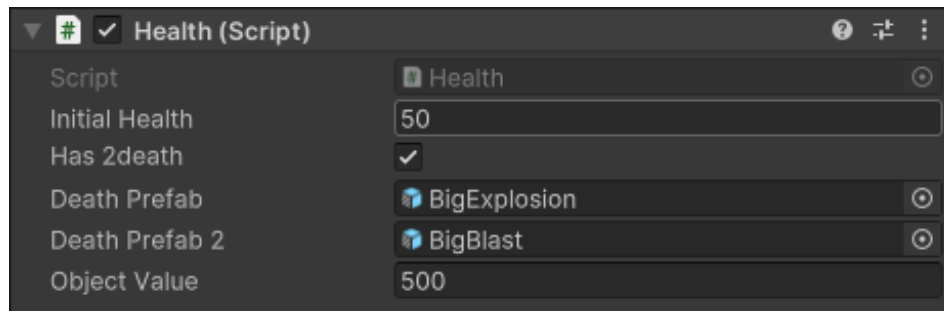 Health (Script)
Script Health
Initial Health 50
Has 2death
Death Prefab BigExplosion
Death Prefab 2 BigBlast
Object Value 500